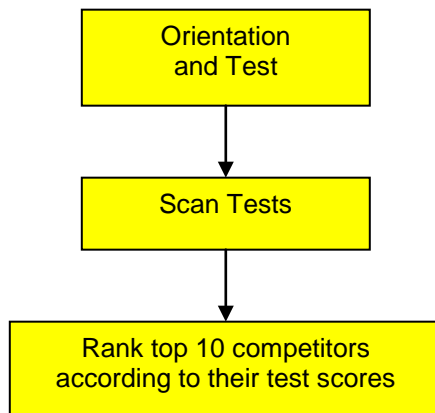 Orientation
and Test
Scan Tests
Rank top 10 competitors
according to their test scores